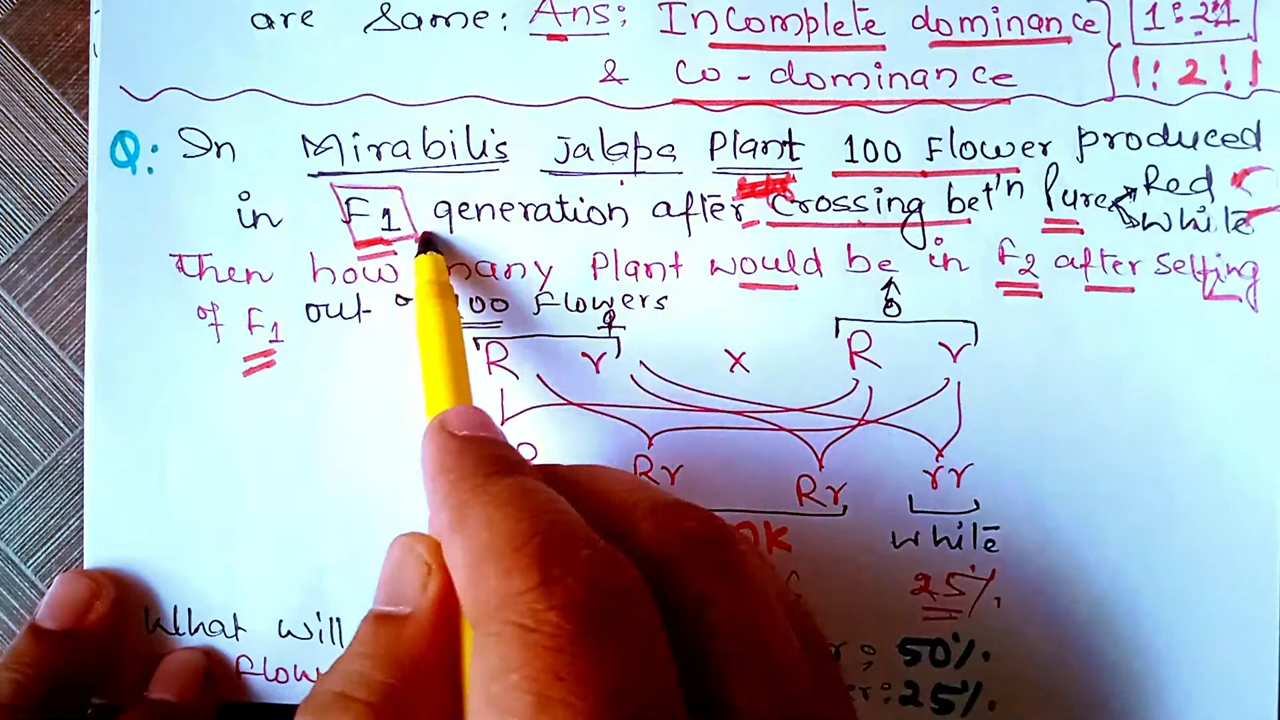 are Same: Ans: Incomplete dominance 1:2:1
& Co-dominance 1:2:1
Q: In Mirabilis Jalapa Plant 100 Flower produced
in F1 generation after crossing bet'n Pure Red
White
Then how many Plant would be in F2 after Selfing
of F1 out of 100 Flowers
♀ ♂
R r x R r
Rr Rr rr
White
25%
What will
50%.
25%.